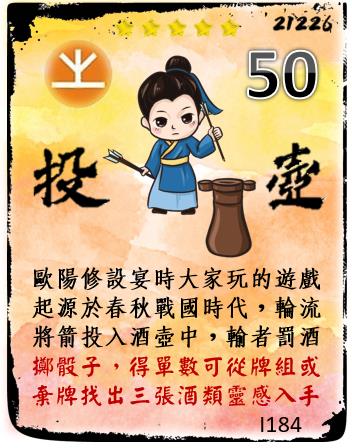 21226
50
投 壺
歐陽修設宴時大家玩的遊戲
起源於春秋戰國時代，輪流
將箭投入酒壺中，輸者罰酒
擲骰子，得單數可從牌組或
棄牌找出三張酒類靈感入手
I184